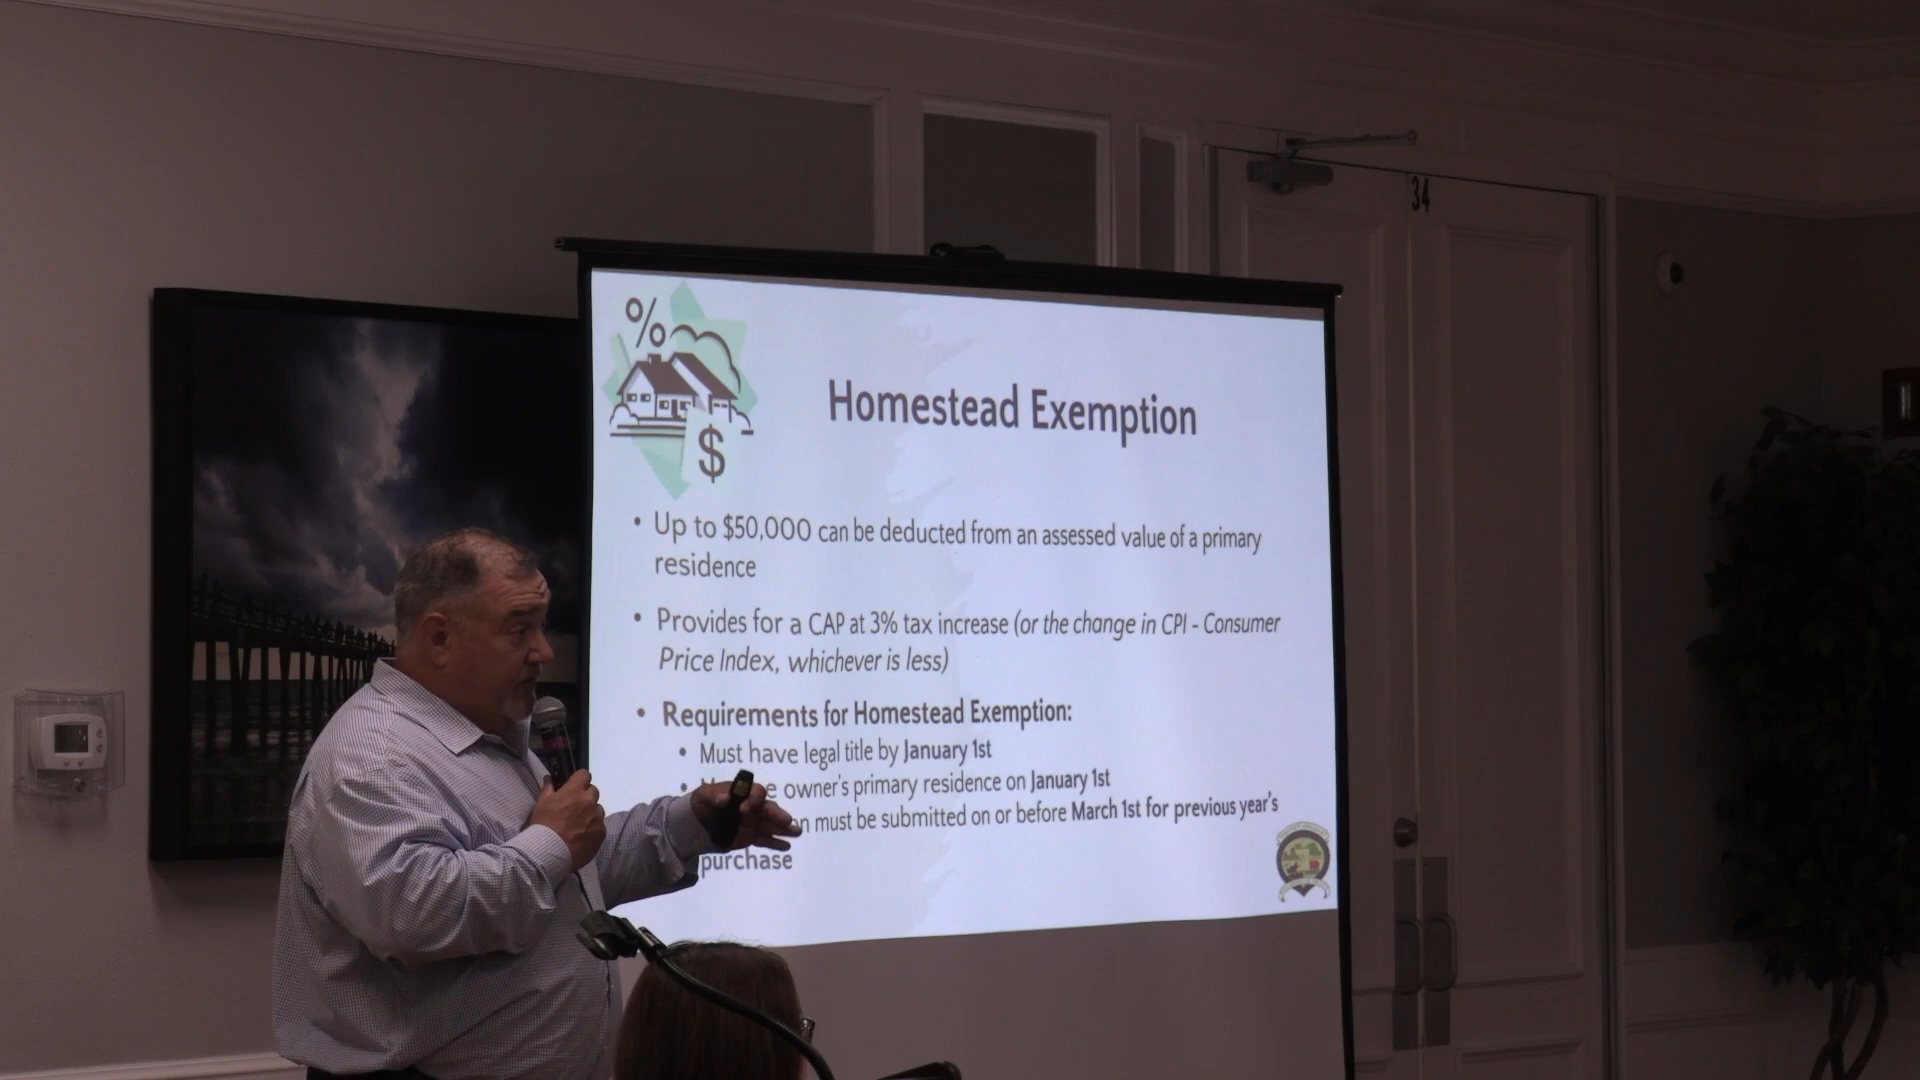 34
%
$
Homestead Exemption
• Up to $50,000 can be deducted from an assessed value of a primary
residence
• Provides for a CAP at 3% tax increase (or the change in CPI - Consumer
Price Index, whichever is less)
• Requirements for Homestead Exemption:
• Must have legal title by January 1st
• owner's primary residence on January 1st
must be submitted on or before March 1st for previous year's
purchase